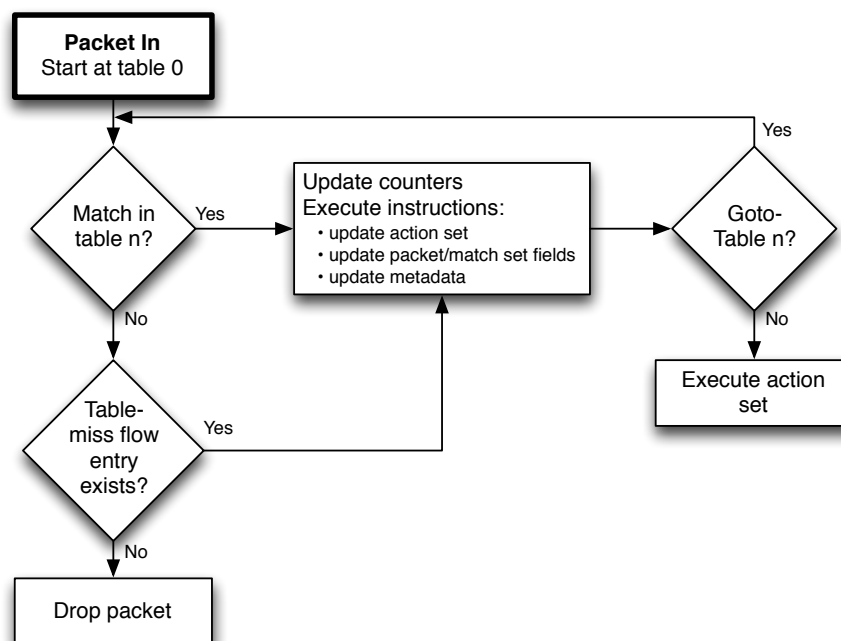 Packet In
Start at table 0
Yes
Match in
table n?
Yes
Update counters
Execute instructions:
• update action set
• update packet/match set fields
• update metadata
Goto-
Table n?
No
No
Execute action
set
Table-
miss flow
entry
exists?
Yes
No
Drop packet